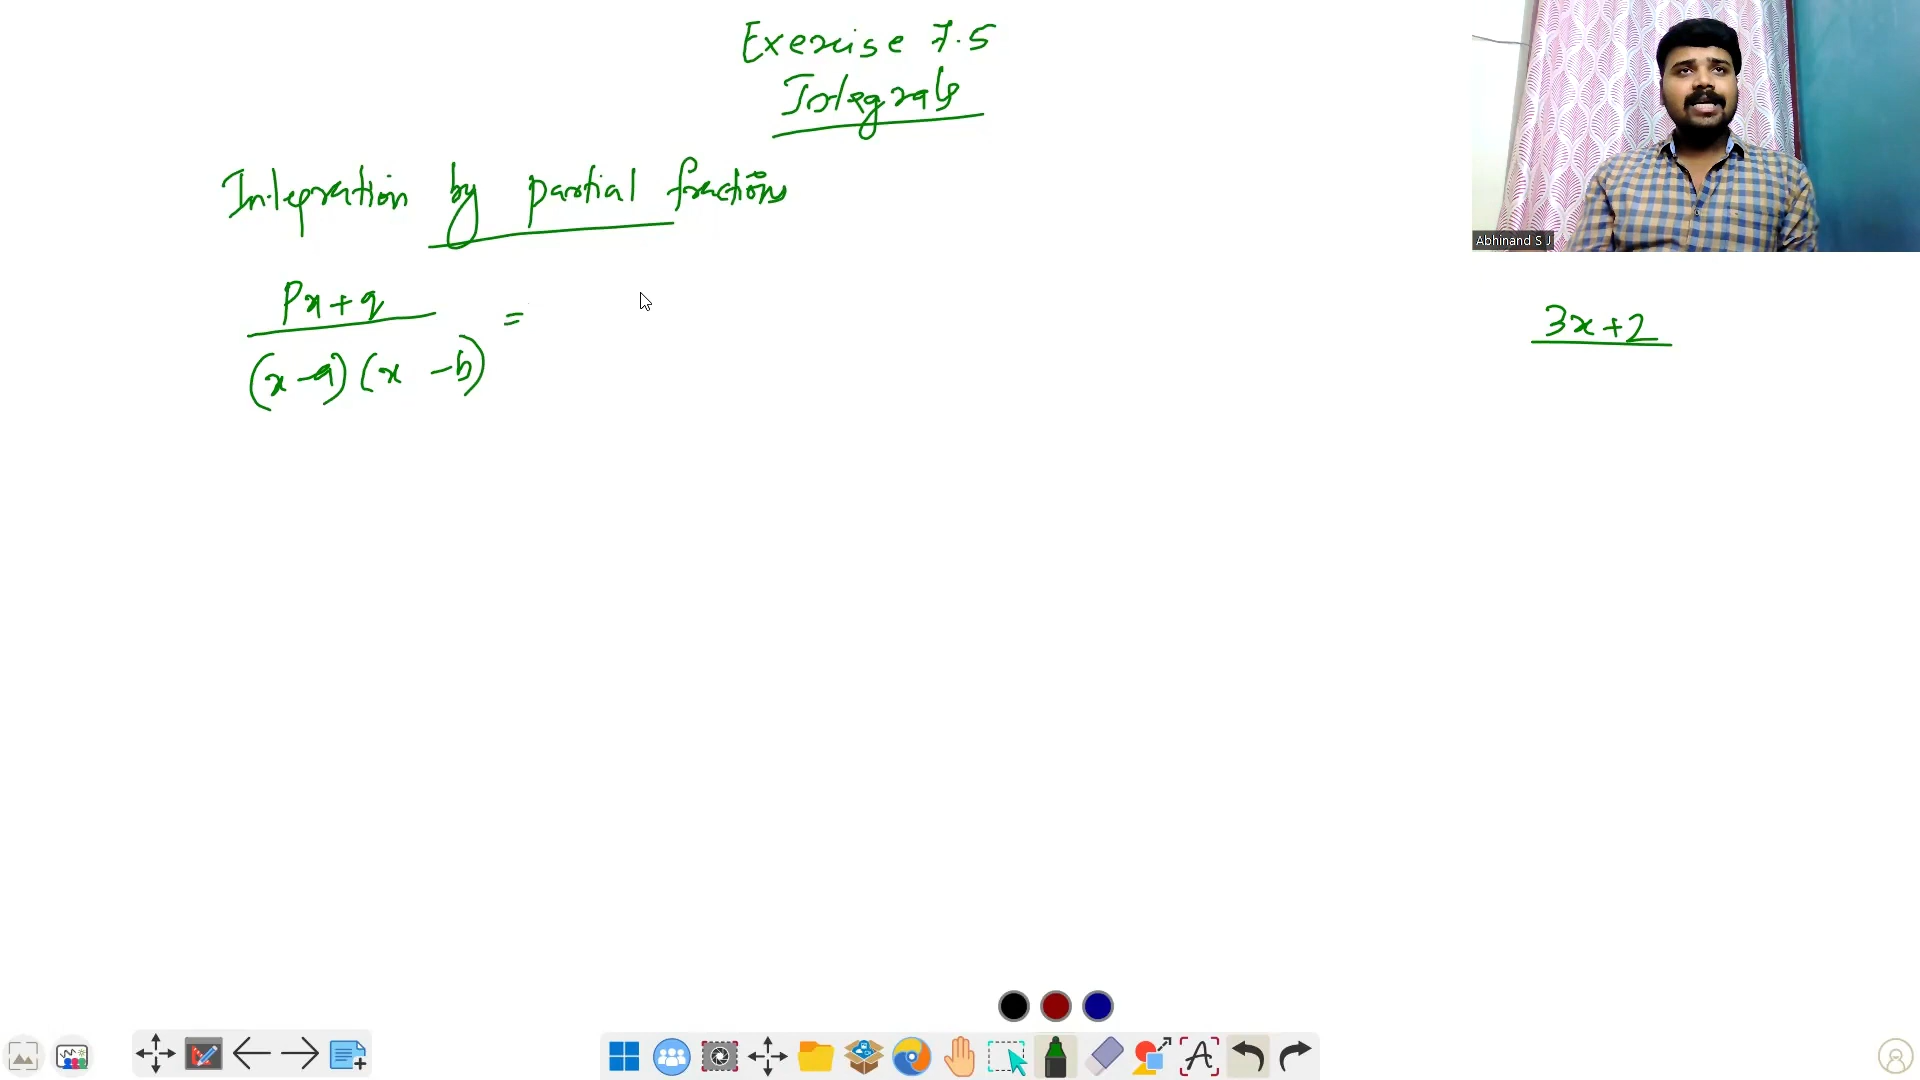 Exercise 7.5
Integrals
Integration by partial fractions
px+q
(x-a)(x-b)
=
3x+2
Abhinand S J